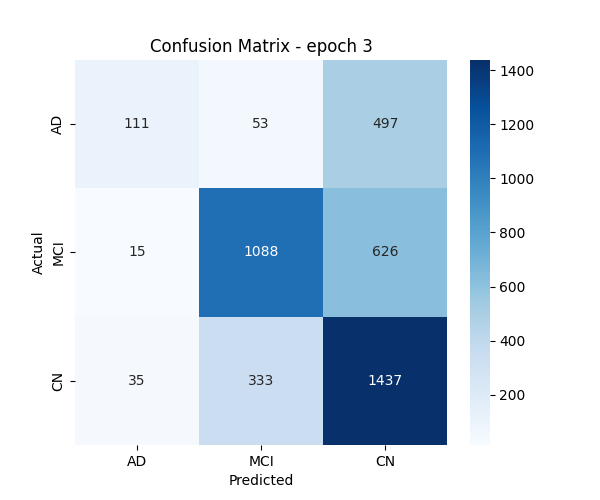 Confusion Matrix - epoch 3
AD 111 53 497
MCI 15 1088 626
CN 35 333 1437
AD MCI CN
Predicted
Actual
1400
1200
1000
800
600
400
200